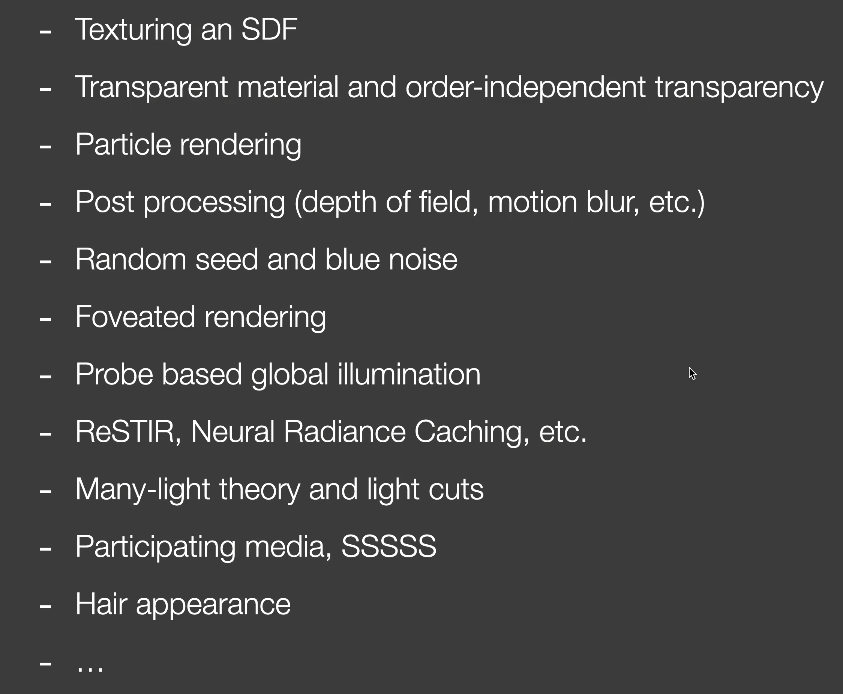 - Texturing an SDF
- Transparent material and order-independent transparency
- Particle rendering
- Post processing (depth of field, motion blur, etc.)
- Random seed and blue noise
- Foveated rendering
- Probe based global illumination
- ReSTIR, Neural Radiance Caching, etc.
- Many-light theory and light cuts
- Participating media, SSSSS
- Hair appearance
- …